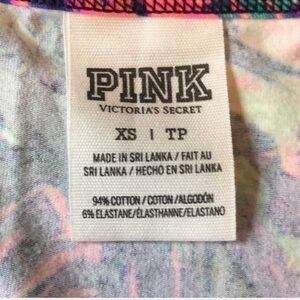 PINK
VICTORIA'S SECRET
XS | TP
MADE IN SRI LANKA / FAIT AU
SRI LANKA / HECHO EN SRI LANKA
94% COTTON / COTON / ALGODÓN
6% ELASTANE/ÉLASTHANNE/ELASTANO